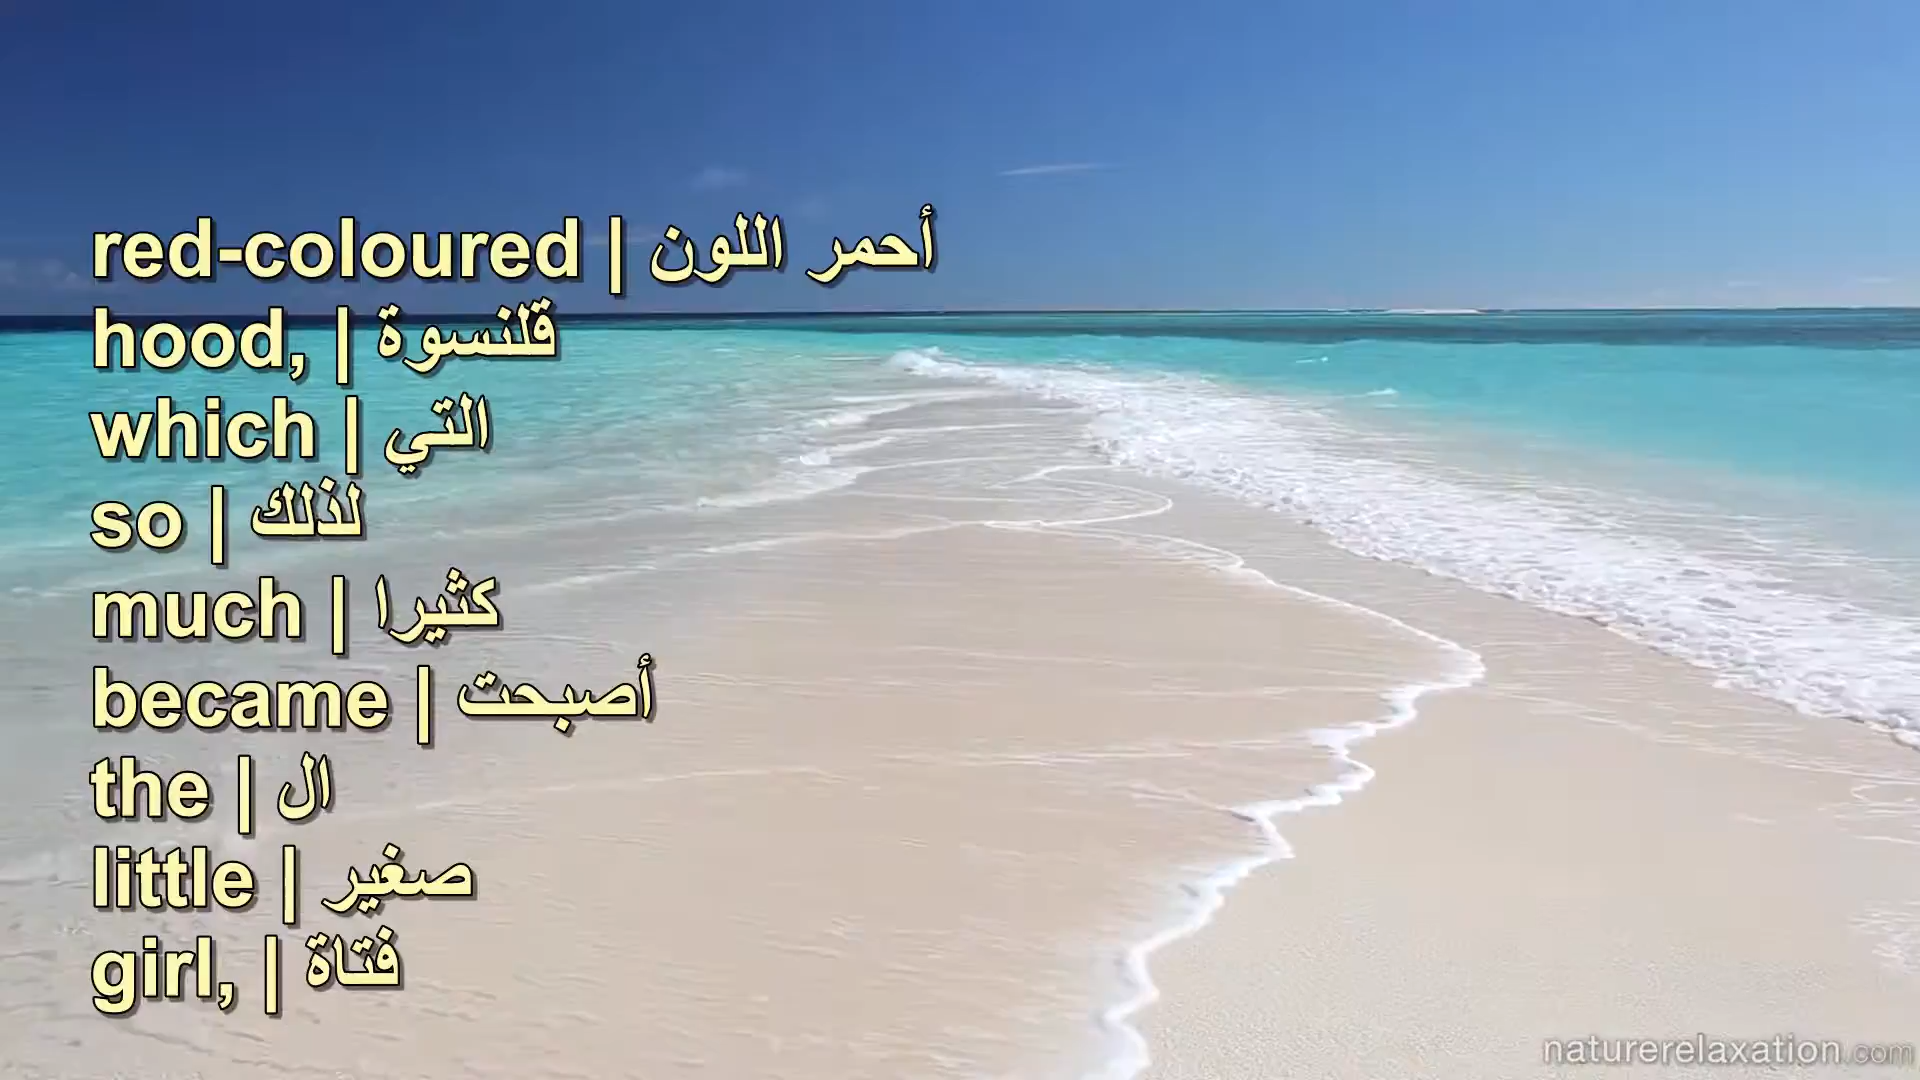 red-coloured | أحمر اللون
hood, | قلنسوة
which | التي
so | لذلك
much | كثيرا
became | أصبحت
the | ال
little | صغير
girl, | فتاة
naturerelaxation.com